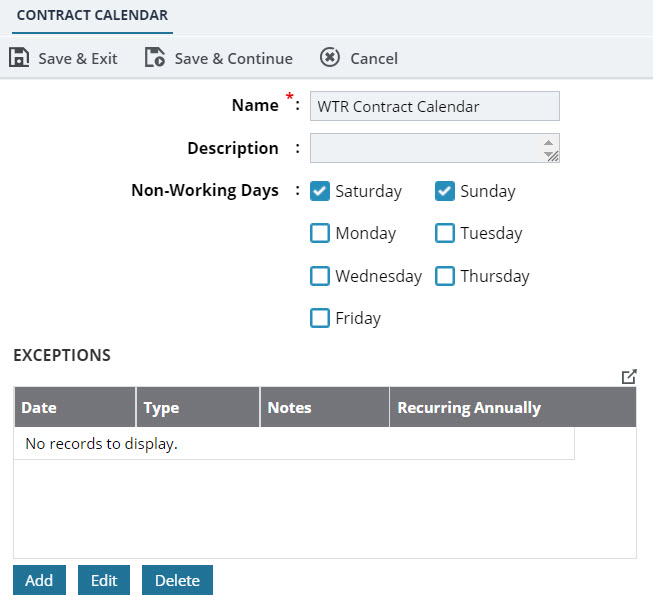 CONTRACT CALENDAR
Save & Exit Save & Continue Cancel
Name * : WTR Contract Calendar
Description :
Non-Working Days : Saturday Sunday
Monday Tuesday
Wednesday Thursday
Friday
EXCEPTIONS
Date Type Notes Recurring Annually
No records to display.
Add Edit Delete